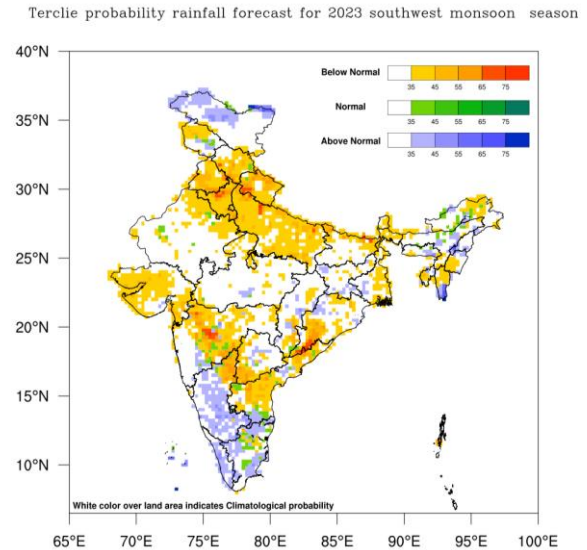 Terclie probability rainfall forecast for 2023 southwest monsoon season
40°N
35°N
30°N
25°N
20°N
15°N
10°N
Below Normal
35 45 55 65 75
Normal
35 45 55 65 75
Above Normal
35 45 55 65 75
White color over land area indicates Climatological probability
65°E 70°E 75°E 80°E 85°E 90°E 95°E 100°E